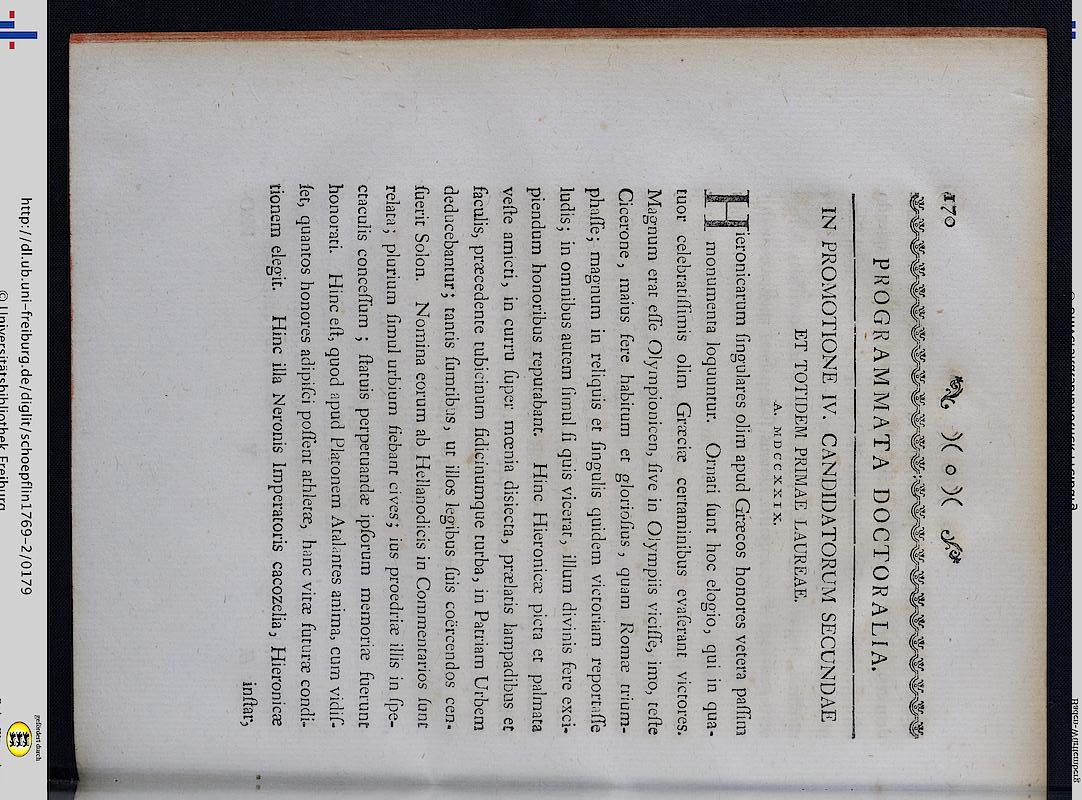 170
)( o )(
PROGRAMMATA DOCTORALIA.
IN PROMOTIONE IV. CANDIDATORUM SECUNDAE
ET TOTIDEM PRIMAE LAUREAE.
A. MDCCXXIX.
Hieronicarum ſingulares olim apud Græcos honores vetera paſſim
monumenta loquuntur. Ornati ſunt hoc elogio, qui in qua-
tuor celebratiſſimis olim Græciæ certaminibus evaſerant victores.
Magnum erat eſſe Olympionicen, ſive in Olympiis viciſſe, imo, teſte
Cicerone, maius fere habitum et glorioſius, quam Romæ trium-
phaſſe; magnum in reliquis et ſingulis quidem victoriam reportaſſe
ludis; in omnibus autem ſimul ſi quis vicerat, illum divinis fere exci-
piendum honoribus reputabant. Hinc Hieronicæ picta et palmata
veſte amicti, in curru ſuper mœnia disiecta, prælatis lampadibus et
faculis, præcedente tubicinum fidicinumque turba, in Patriam Urbem
deducebantur; tantis ſumtibus, ut illos legibus ſuis coërcendos cen-
ſuerit Solon. Nomina eorum ab Hellanodicis in Commentarios ſunt
relata; plurium ſimul urbium fiebant cives; ius proedriæ illis in ſpe-
ctaculis conceſſum; ſtatuis perpetuandæ ipſorum memoriæ fuerunt
honorati. Hinc eſt, quod apud Platonem Atalantes anima, cum vidiſ-
ſet, quantos honores adipiſci poſſent athletæ, hanc vitæ futuræ condi-
tionem elegit. Hinc illa Neronis Imperatoris cacozelia, Hieronicæ
inſtar,
http://dl.ub.uni-freiburg.de/diglit/schoepflin1769-2/0179
© Universitätsbibliothek Freiburg
gefördert durch